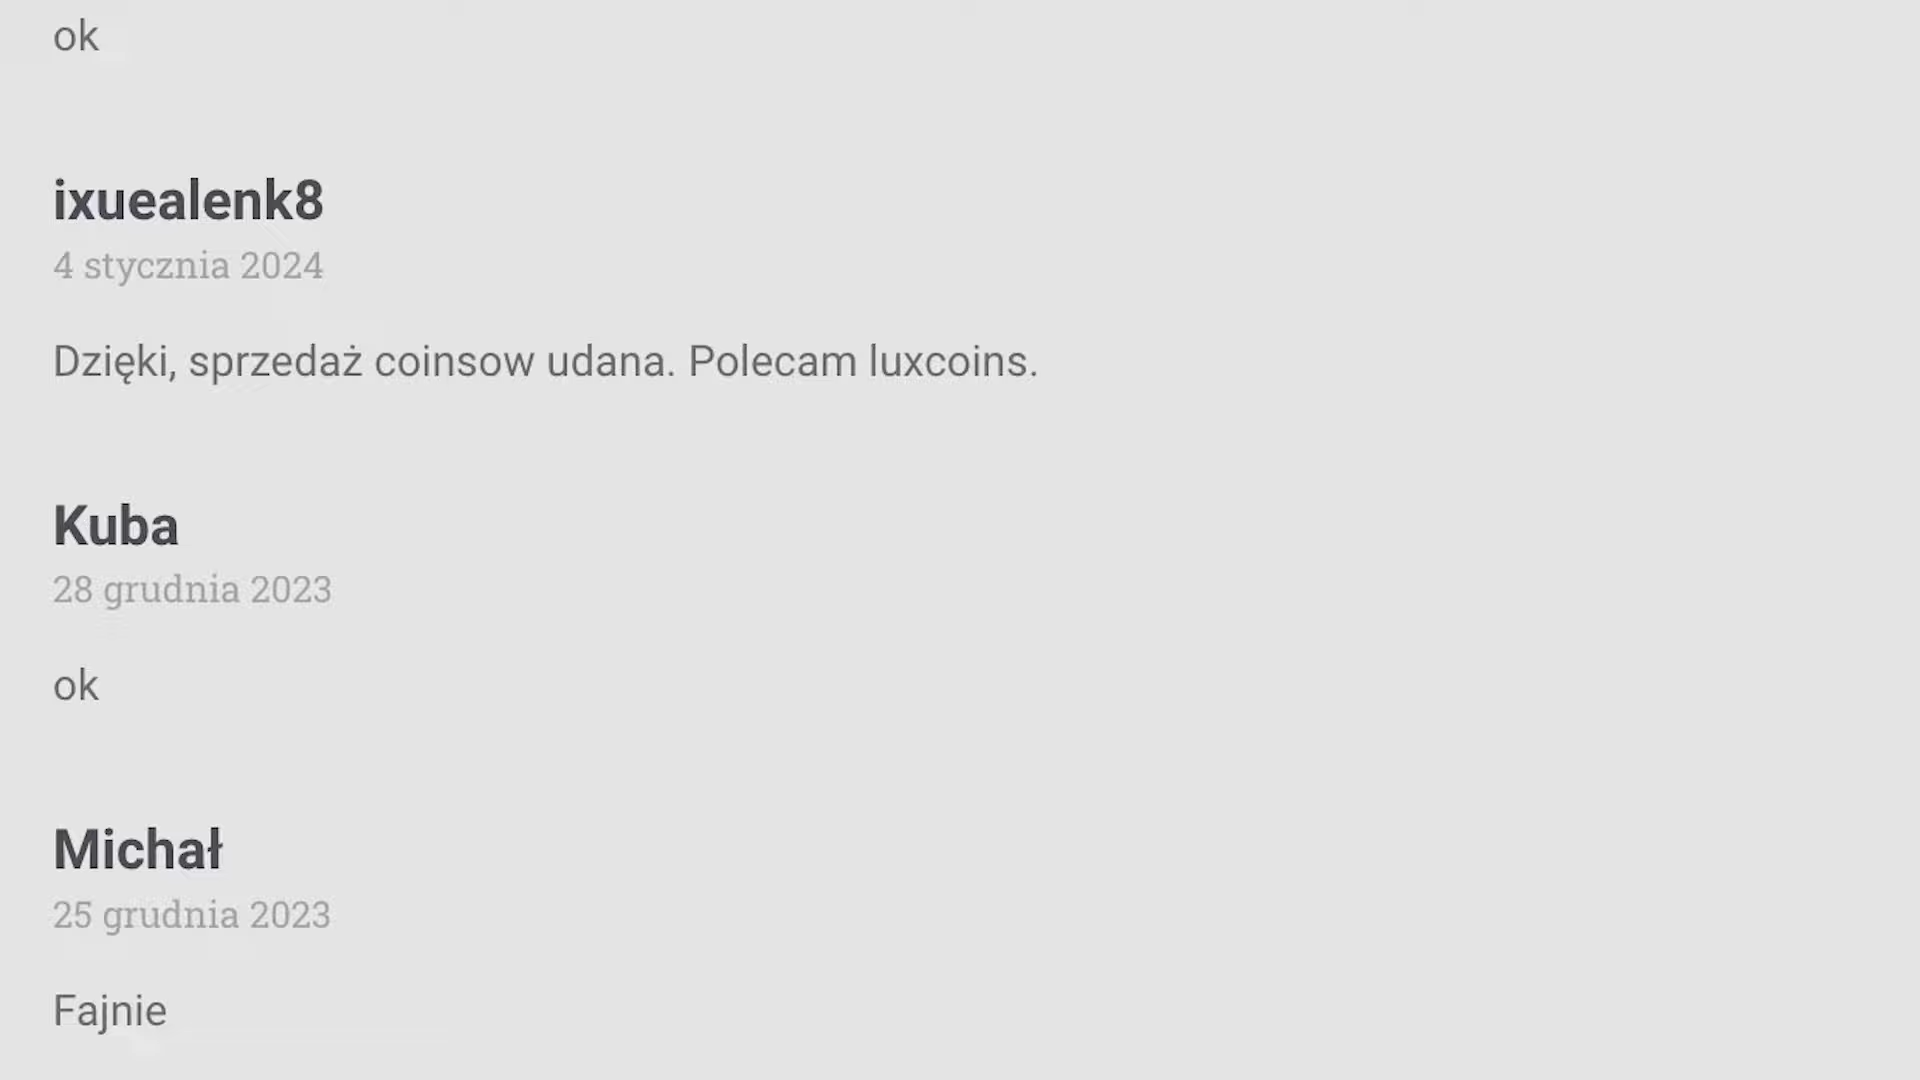 ok
ixuealenk8
4 stycznia 2024
Dzięki, sprzedaż coinsow udana. Polecam luxcoins.
Kuba
28 grudnia 2023
ok
Michał
25 grudnia 2023
Fajnie